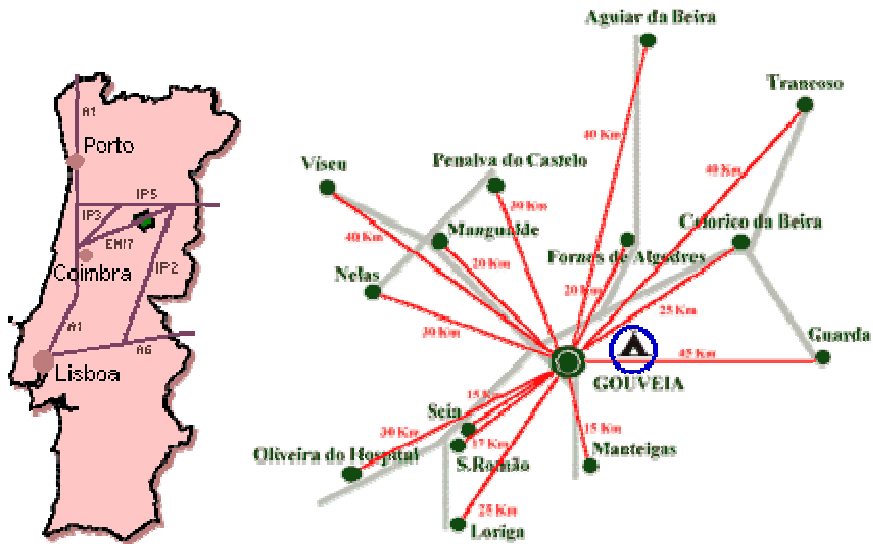 A1
Porto
IP5
IP3
EN17
Coimbra
IP2
A1
A6
Lisboa
Aguiar da Beira
Trancoso
40 Km
Viseu
Penalva do Castelo
40 Km
30 Km
Mangualde
Celorico da Beira
40 Km
Fornos de Algodres
20 Km
Nelas
20 Km
25 Km
30 Km
Guarda
45 Km
GOUVEIA
15 Km
Seia
30 Km
15 Km
17 Km
Manteigas
Oliveira do Hospital
S.Romão
25 Km
Loriga